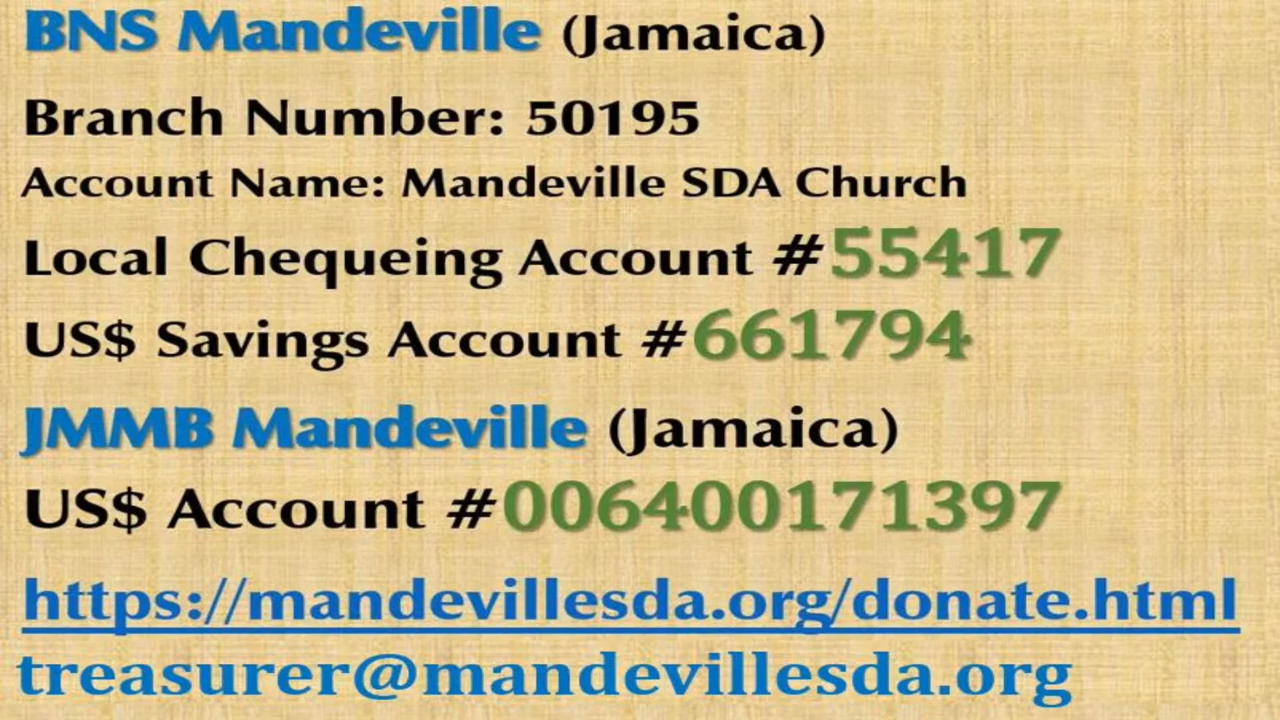 BNS Mandeville (Jamaica)
Branch Number: 50195
Account Name: Mandeville SDA Church
Local Chequeing Account #55417
US$ Savings Account #661794
JMMB Mandeville (Jamaica)
US$ Account #006400171397
https://mandevillesda.org/donate.html
treasurer@mandevillesda.org